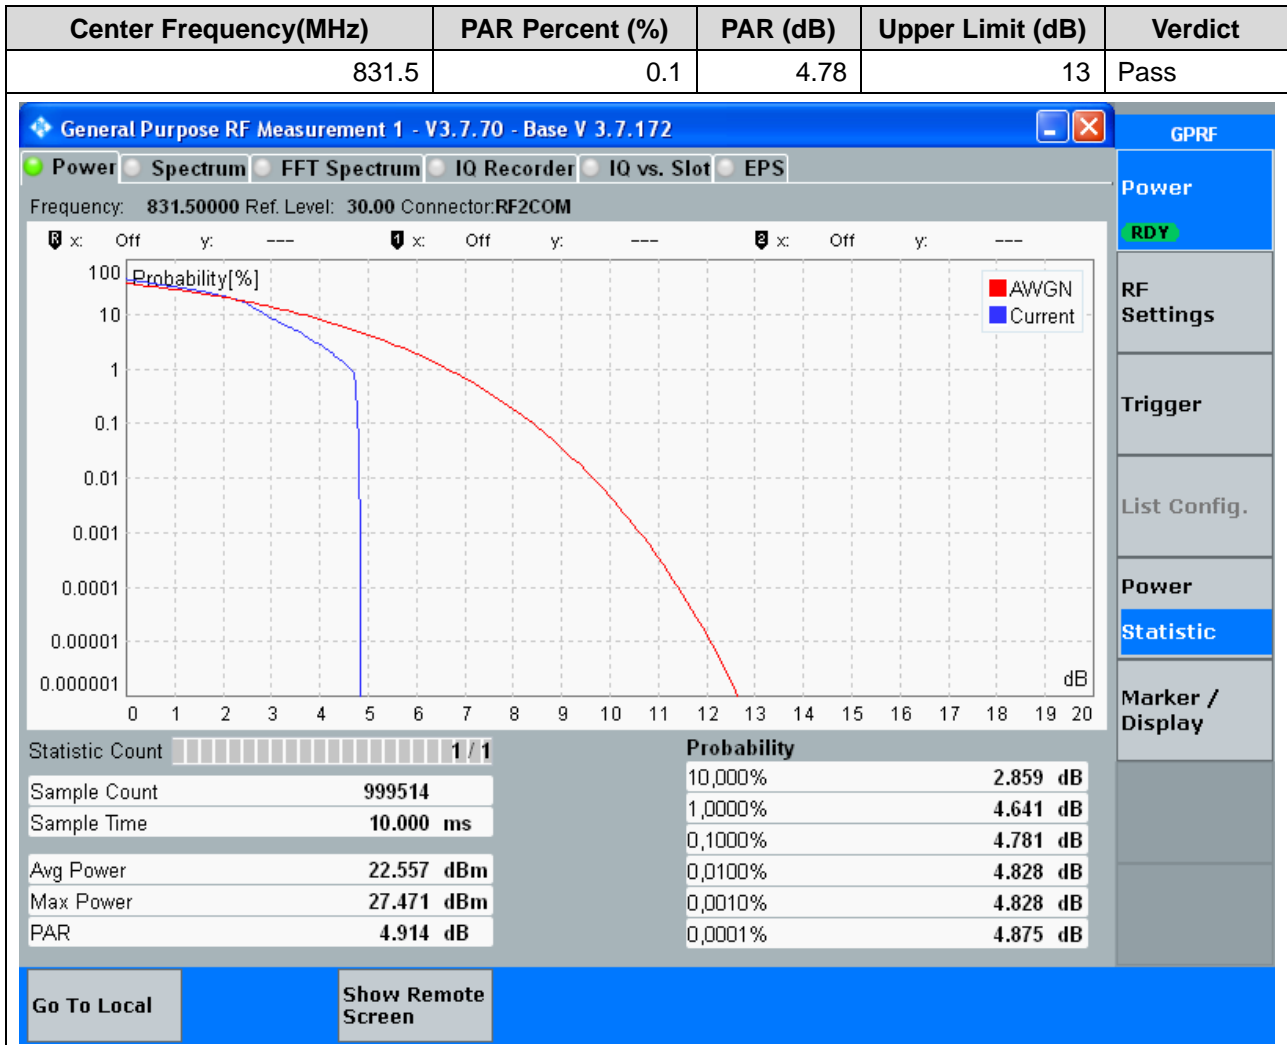 Center Frequency(MHz) PAR Percent (%) PAR (dB) Upper Limit (dB) Verdict
831.5 0.1 4.78 13 Pass
General Purpose RF Measurement 1 - V3.7.70 - Base V 3.7.172
GPRF
Power Spectrum FFT Spectrum IQ Recorder IQ vs. Slot EPS
Frequency: 831.50000 Ref. Level: 30.00 Connector:RF2COM
R x: Off y: --- 1 x: Off y: --- 2 x: Off y: ---
Probability[%]
AWGN
Current
100
10
1
0.1
0.01
0.001
0.0001
0.00001
0.000001
dB
0 1 2 3 4 5 6 7 8 9 10 11 12 13 14 15 16 17 18 19 20
Statistic Count 1 / 1
Sample Count 999514
Sample Time 10.000 ms
Avg Power 22.557 dBm
Max Power 27.471 dBm
PAR 4.914 dB
Probability
10,000% 2.859 dB
1,0000% 4.641 dB
0,1000% 4.781 dB
0,0100% 4.828 dB
0,0010% 4.828 dB
0,0001% 4.875 dB
Power
RDY
RF
Settings
Trigger
List Config.
Power
Statistic
Marker /
Display
Go To Local
Show Remote
Screen